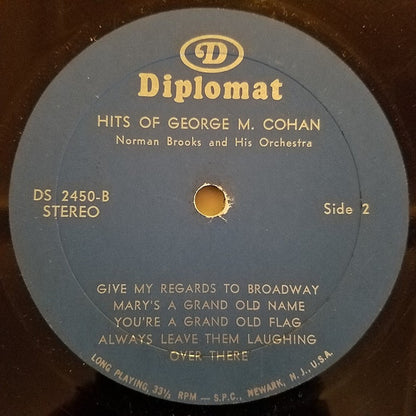 D
Diplomat
HITS OF GEORGE M. COHAN
Norman Brooks and His Orchestra
DS 2450-B
STEREO
Side 2
GIVE MY REGARDS TO BROADWAY
MARY'S A GRAND OLD NAME
YOU'RE A GRAND OLD FLAG
ALWAYS LEAVE THEM LAUGHING
OVER THERE
LONG PLAYING, 33⅓ RPM — S.P.C., NEWARK, N. J., U.S.A.